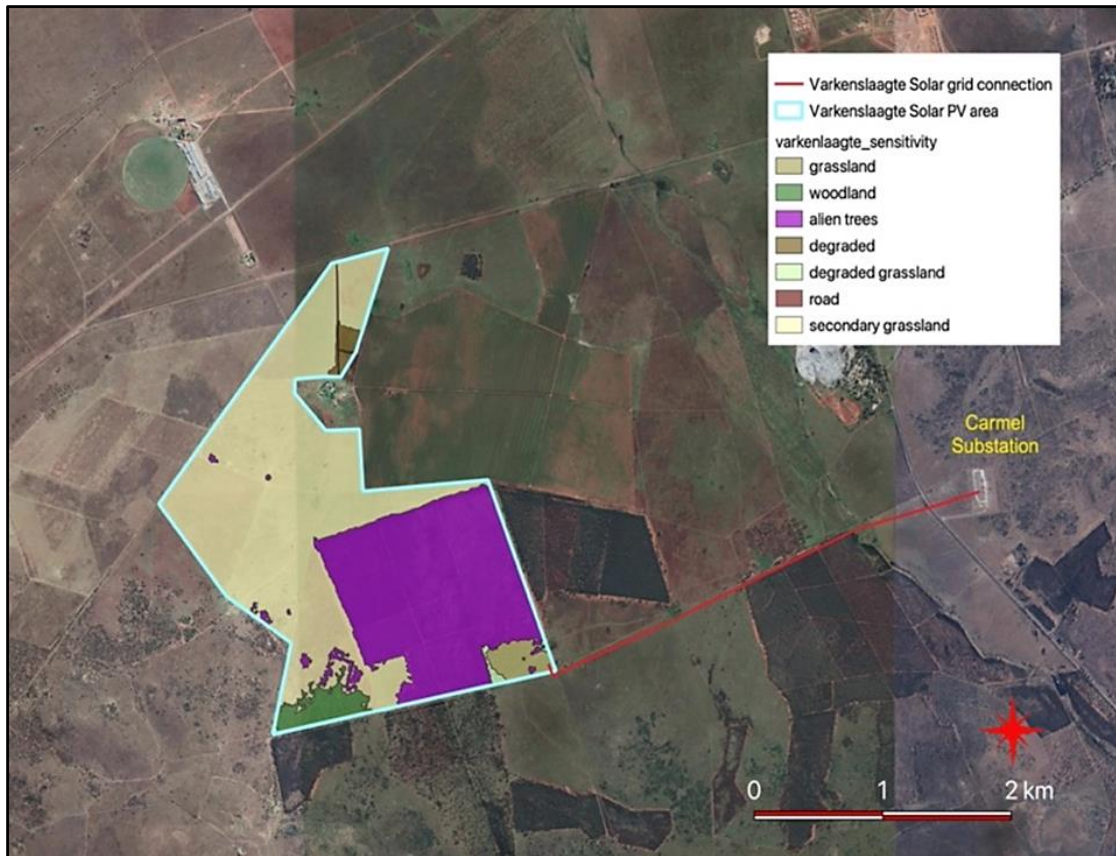 Varkenslaagte Solar grid connection
Varkenslaagte Solar PV area
varkenlaagte_sensitivity
grassland
woodland
alien trees
degraded
degraded grassland
road
secondary grassland
Carmel
Substation
0 1 2 km